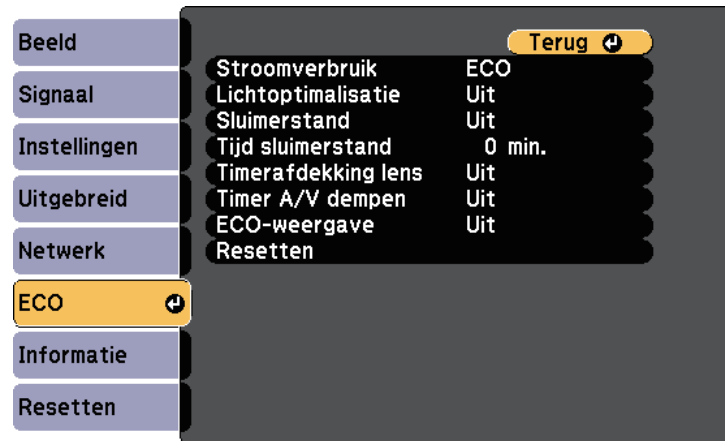 Beeld
Signaal
Instellingen
Uitgebreid
Netwerk
ECO
Informatie
Resetten
Terug
Stroomverbruik ECO
Lichtoptimalisatie Uit
Sluimerstand Uit
Tijd sluimerstand 0 min.
Timerafdekking lens Uit
Timer A/V dempen Uit
ECO-weergave Uit
Resetten